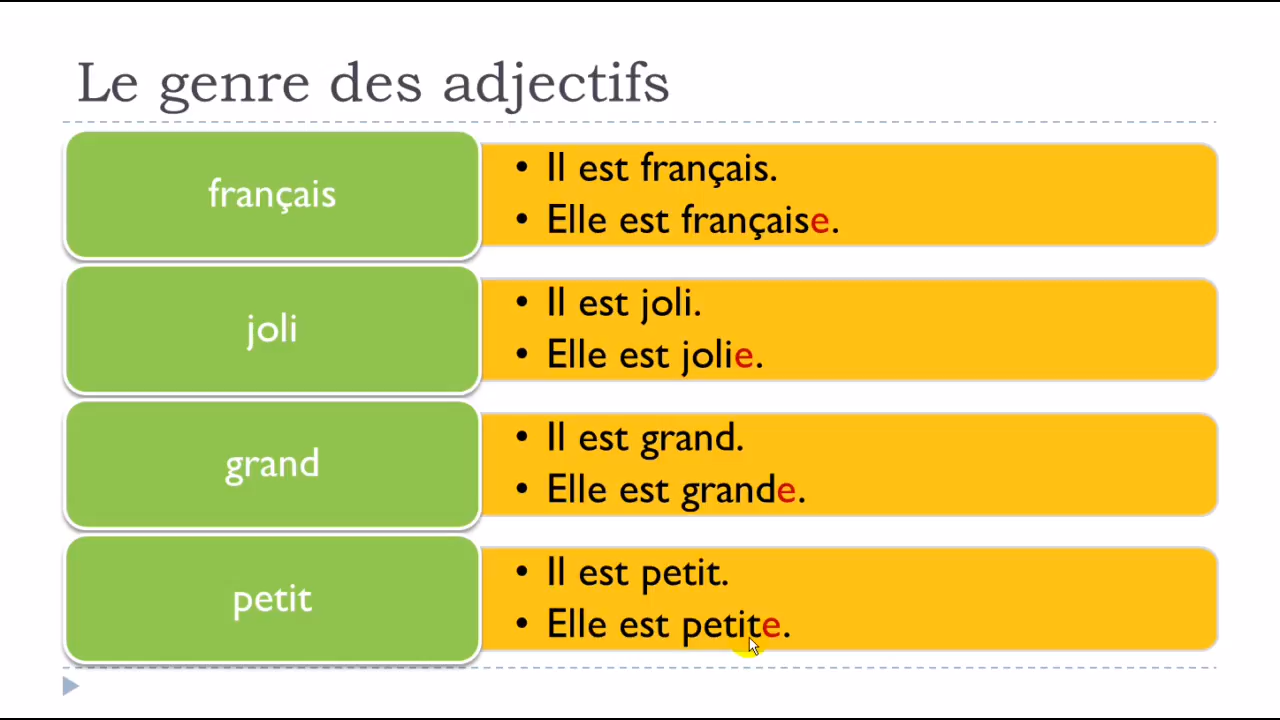 Le genre des adjectifs
français
• Il est français.
• Elle est française.
joli
• Il est joli.
• Elle est jolie.
grand
• Il est grand.
• Elle est grande.
petit
• Il est petit.
• Elle est petite.